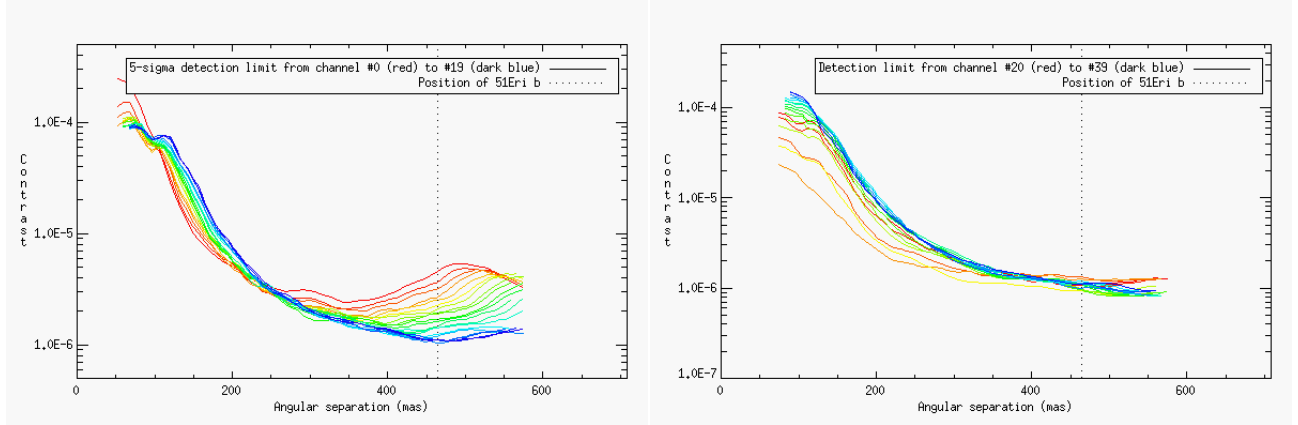 5-sigma detection limit from channel #0 (red) to #19 (dark blue)
Position of 51Eri b
1.0E-4
1.0E-5
1.0E-6
Contrast
0 200 400 600
Angular separation (mas)
Detection limit from channel #20 (red) to #39 (dark blue)
Position of 51Eri b
1.0E-4
1.0E-5
1.0E-6
1.0E-7
Contrast
0 200 400 600
Angular separation (mas)